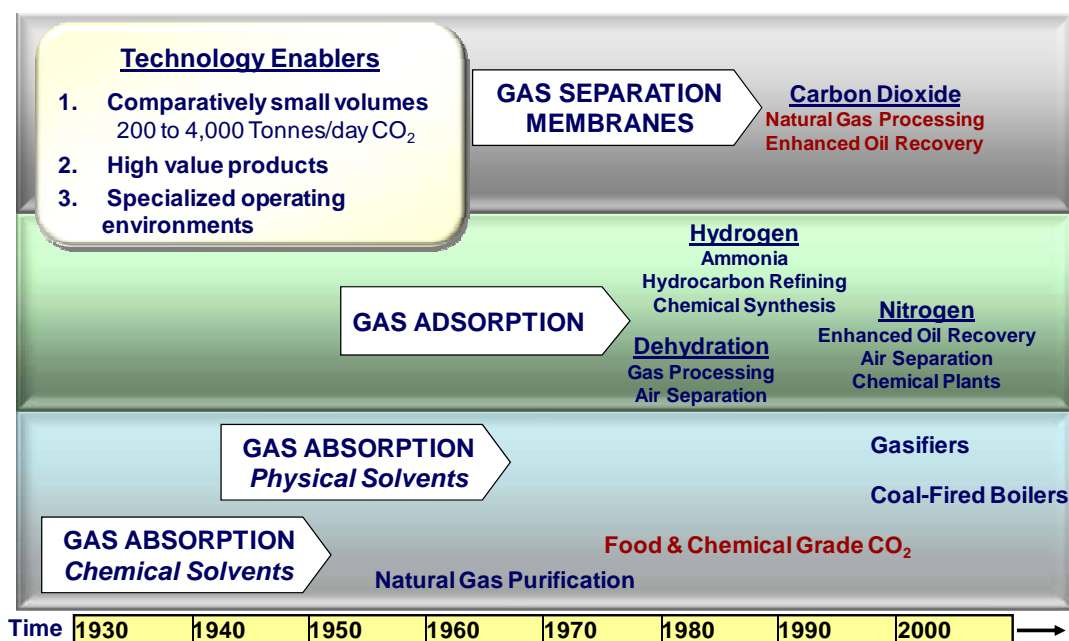 Technology Enablers
1. Comparatively small volumes
200 to 4,000 Tonnes/day CO₂
2. High value products
3. Specialized operating
environments
GAS SEPARATION
MEMBRANES
Carbon Dioxide
Natural Gas Processing
Enhanced Oil Recovery
GAS ADSORPTION
Hydrogen
Ammonia
Hydrocarbon Refining
Chemical Synthesis
Dehydration
Gas Processing
Air Separation
Nitrogen
Enhanced Oil Recovery
Air Separation
Chemical Plants
GAS ABSORPTION
Physical Solvents
Gasifiers
Coal-Fired Boilers
GAS ABSORPTION
Chemical Solvents
Food & Chemical Grade CO₂
Natural Gas Purification
Time 1930 1940 1950 1960 1970 1980 1990 2000